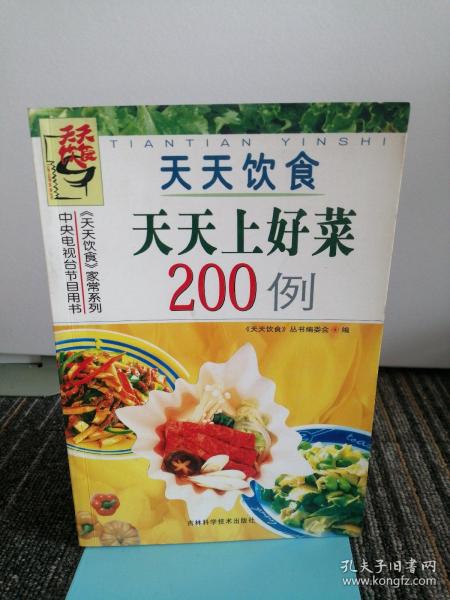 天天饮食
TIANTIAN YINSHI
天天饮食
天天上好菜
200例
《天天饮食》家常系列
中央电视台节目用书
《天天饮食》丛书编委会·编
tea
吉林科学技术出版社
孔夫子旧书网
www.kongfz.com